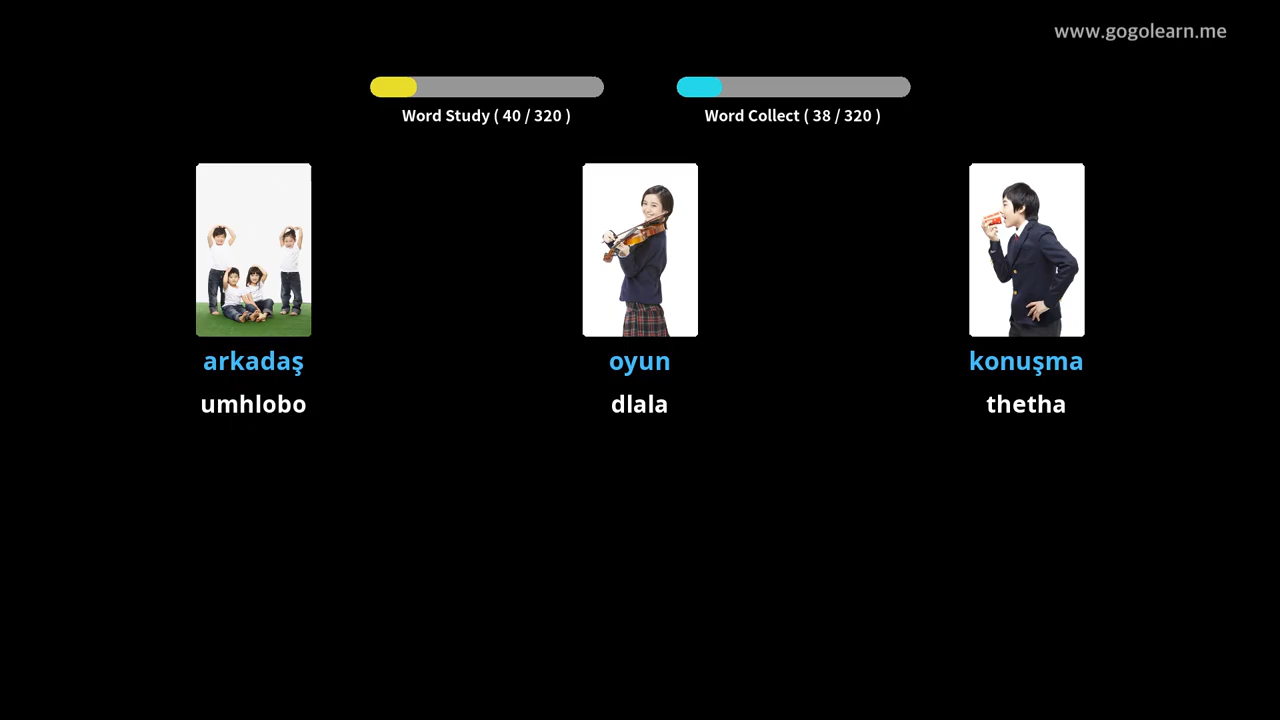 www.gogolearn.me
Word Study ( 40 / 320 )
Word Collect ( 38 / 320 )
arkadaş
umhlobo
oyun
dlala
konuşma
thetha